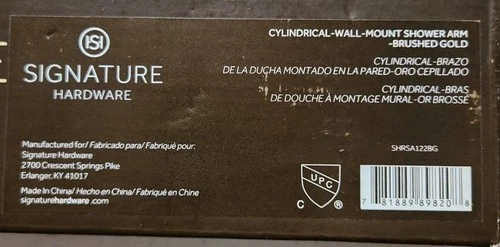 SIGNATURE
HARDWARE
CYLINDRICAL-WALL-MOUNT SHOWER ARM
-BRUSHED GOLD
CYLINDRICAL-BRAZO
DE LA DUCHA MONTADO EN LA PARED-ORO CEPILLADO
CYLINDRICAL-BRAS
DE DOUCHE À MONTAGE MURAL-OR BROSSÉ
Manufactured for/ Fabricado para/ Fabriqué pour:
Signature Hardware
2700 Crescent Springs Pike
Erlanger, KY 41017
Made In China/ Hecho en China/ Fabriqué en Chine
signaturehardware.com
UPC
C ®
SHRSA122BG
7 81889 89820 8